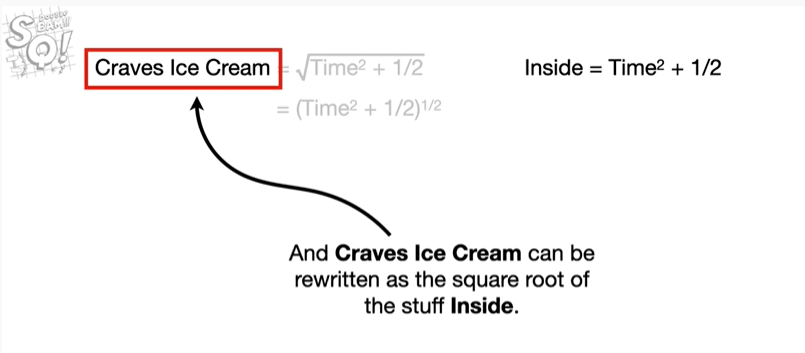 Craves Ice Cream = √Time² + 1/2
Inside = Time² + 1/2
= (Time² + 1/2)¹/²
And Craves Ice Cream can be
rewritten as the square root of
the stuff Inside.